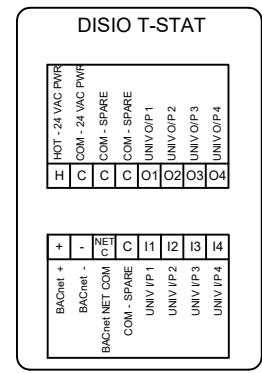 DISIO T-STAT
HOT - 24 VAC PWR
COM - 24 VAC PWR
COM - SPARE
COM - SPARE
UNIV O/P 1
UNIV O/P 2
UNIV O/P 3
UNIV O/P 4
H C C C O1 O2 O3 O4
+ - NET C C I1 I2 I3 I4
BACnet +
BACnet -
BACnet NET COM
COM - SPARE
UNIV I/P 1
UNIV I/P 2
UNIV I/P 3
UNIV I/P 4